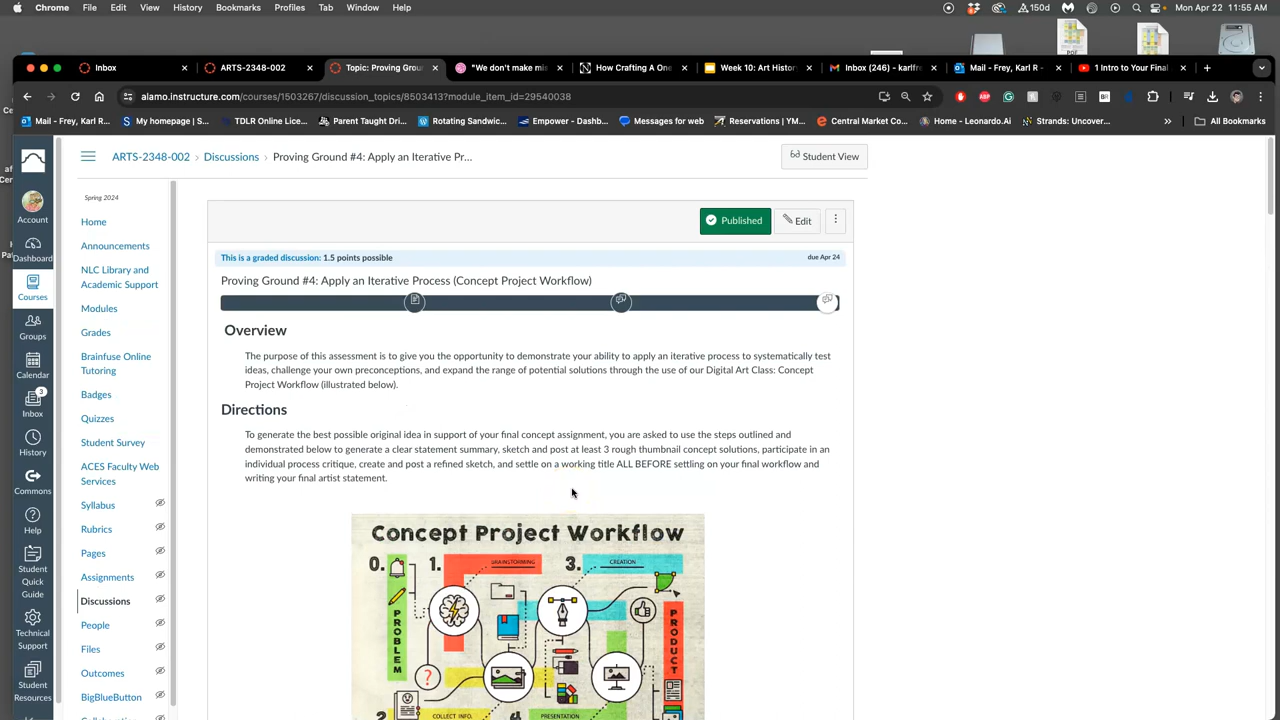 Chrome File Edit View History Bookmarks Profiles Tab Window Help
150d Mon Apr 22 11:55 AM
PDF
Inbox ARTS-2348-002 Topic: Proving Grou "We don't make mi How Crafting A One Week 10: Art Histor Inbox (246) - karlfr Mail - Frey, Karl R - 1 Intro to Your Final
alamo.instructure.com/courses/1503267/discussion_topics/8503413?module_item_id=29540038
Mail - Frey, Karl R... My homepage | S... TDLR Online Lice... Parent Taught Dri... Rotating Sandwic... Empower - Dashb... Messages for web Reservations | YM... Central Market Co... Home - Leonardo.Ai Strands: Uncover... All Bookmarks
ARTS-2348-002 > Discussions > Proving Ground #4: Apply an Iterative Pr...
Student View
Spring 2024
Account
Dashboard
Courses
Groups
Calendar
3
Inbox
History
Commons
Help
Student
Quick
Guide
Technical
Support
Student
Resources
Home
Announcements
NLC Library and
Academic Support
Modules
Grades
Brainfuse Online
Tutoring
Badges
Quizzes
Student Survey
ACES Faculty Web
Services
Syllabus
Rubrics
Pages
Assignments
Discussions
People
Files
Outcomes
BigBlueButton
Published Edit
This is a graded discussion: 1.5 points possible
due Apr 24
Proving Ground #4: Apply an Iterative Process (Concept Project Workflow)
Overview
The purpose of this assessment is to give you the opportunity to demonstrate your ability to apply an iterative process to systematically test
ideas, challenge your own preconceptions, and expand the range of potential solutions through the use of our Digital Art Class: Concept
Project Workflow (illustrated below).
Directions
To generate the best possible original idea in support of your final concept assignment, you are asked to use the steps outlined and
demonstrated below to generate a clear statement summary, sketch and post at least 3 rough thumbnail concept solutions, participate in an
individual process critique, create and post a refined sketch, and settle on a working title ALL BEFORE settling on your final workflow and
writing your final artist statement.
Concept Project Workflow
0. 1. BRAINSTORMING 3. CREATION
PROBLEM
PRODUCT
?
2. COLLECT INFO. 4. PRESENTATION